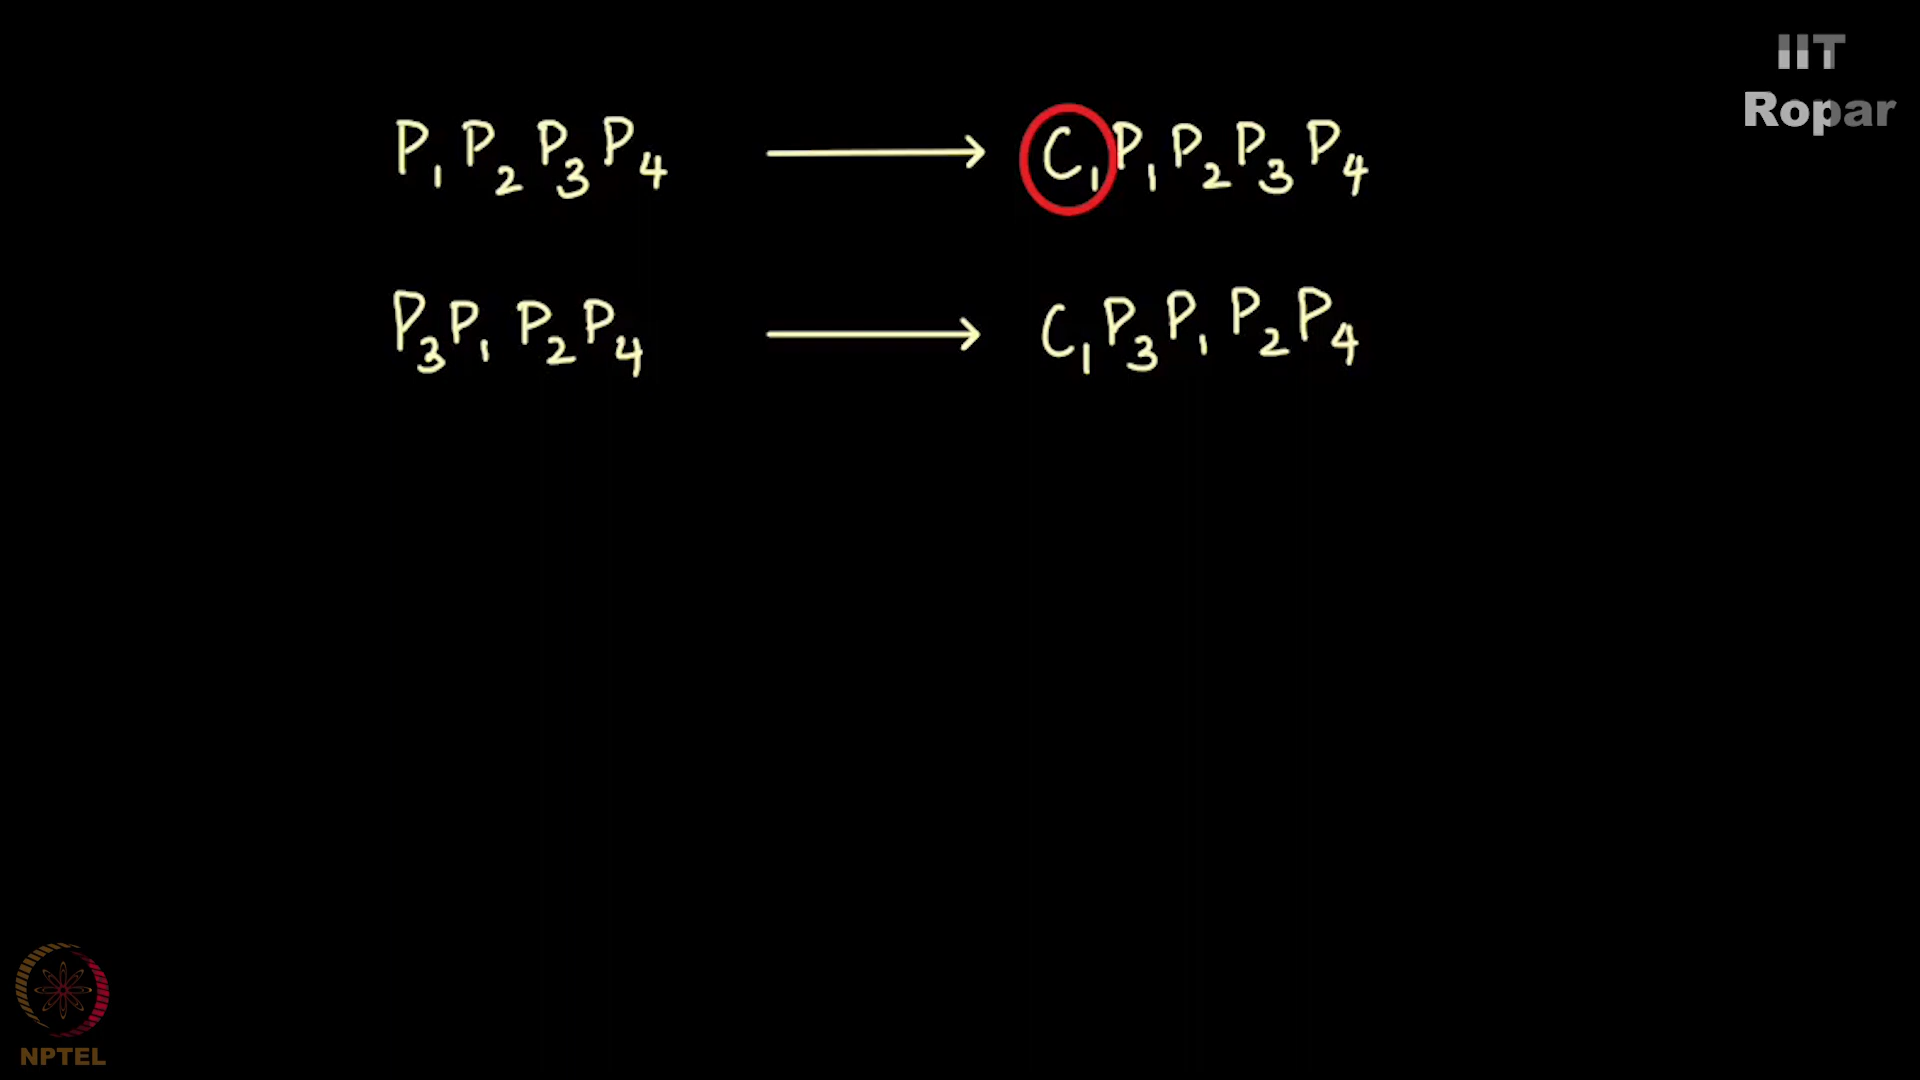 IIT
Ropar
P₁ P₂ P₃ P₄ ⟶ C₁ P₁ P₂ P₃ P₄
P₃ P₁ P₂ P₄ ⟶ C₁ P₃ P₁ P₂ P₄
NPTEL